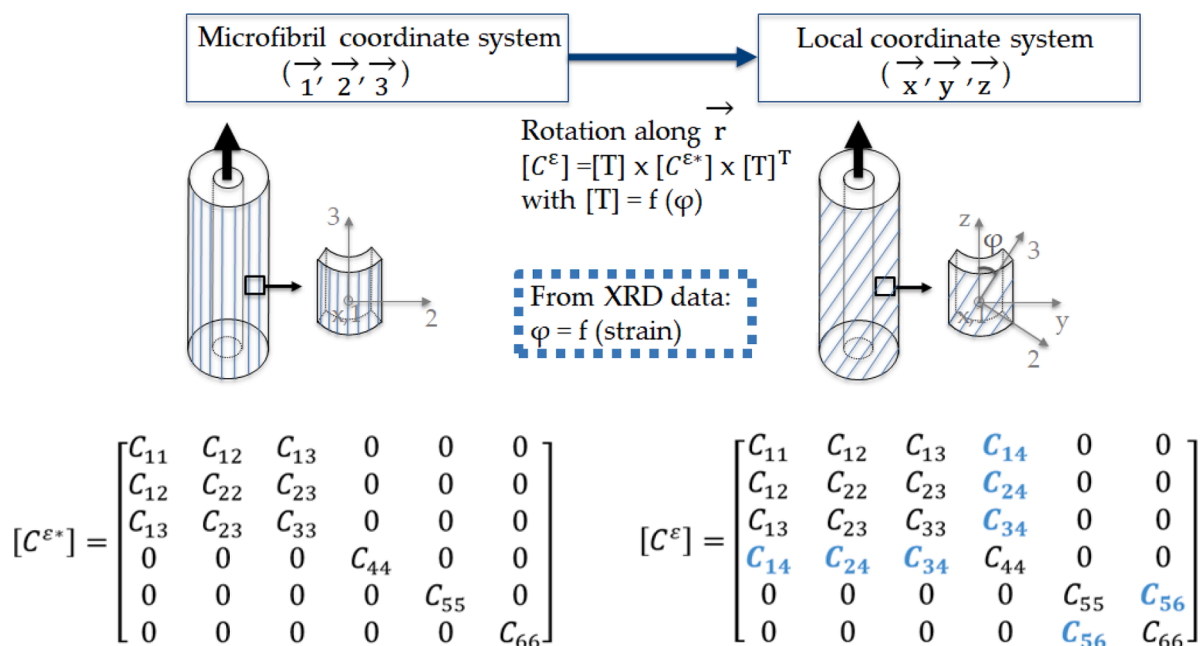 Microfibril coordinate system
(1⃗, 2⃗, 3⃗)
Local coordinate system
(x⃗, y⃗, z⃗)
Rotation along r⃗
[C^ε] =[T] x [C^ε*] x [T]^T
with [T] = f (φ)
3
x, 1
2
From XRD data:
φ = f (strain)
z
φ
3
x, 1
y
2
[C^ε*] =
C₁₁ C₁₂ C₁₃ 0 0 0
C₁₂ C₂₂ C₂₃ 0 0 0
C₁₃ C₂₃ C₃₃ 0 0 0
0 0 0 C₄₄ 0 0
0 0 0 0 C₅₅ 0
0 0 0 0 0 C₆₆
[C^ε] =
C₁₁ C₁₂ C₁₃ C₁₄ 0 0
C₁₂ C₂₂ C₂₃ C₂₄ 0 0
C₁₃ C₂₃ C₃₃ C₃₄ 0 0
C₁₄ C₂₄ C₃₄ C₄₄ 0 0
0 0 0 0 C₅₅ C₅₆
0 0 0 0 C₅₆ C₆₆